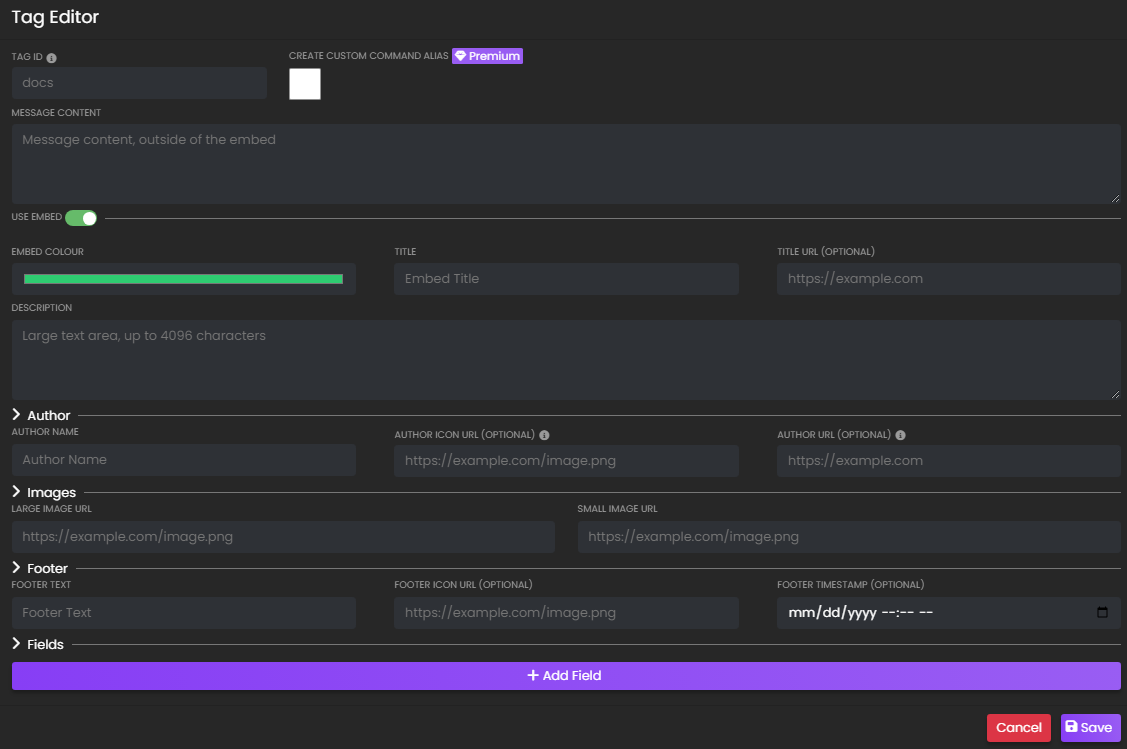 Tag Editor
TAG ID
CREATE CUSTOM COMMAND ALIAS Premium
docs
MESSAGE CONTENT
Message content, outside of the embed
USE EMBED
EMBED COLOUR
TITLE
TITLE URL (OPTIONAL)
Embed Title
https://example.com
DESCRIPTION
Large text area, up to 4096 characters
Author
AUTHOR NAME
AUTHOR ICON URL (OPTIONAL)
AUTHOR URL (OPTIONAL)
Author Name
https://example.com/image.png
https://example.com
Images
LARGE IMAGE URL
SMALL IMAGE URL
https://example.com/image.png
https://example.com/image.png
Footer
FOOTER TEXT
FOOTER ICON URL (OPTIONAL)
FOOTER TIMESTAMP (OPTIONAL)
Footer Text
https://example.com/image.png
mm/dd/yyyy --:-- --
Fields
+ Add Field
Cancel
Save